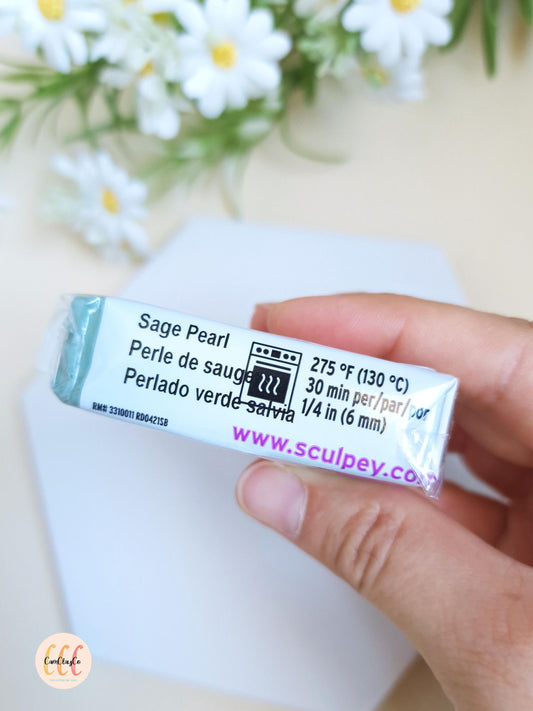 Sage Pearl
Perle de sauge
Perlado verde salvia
275 °F (130 °C)
30 min per/par/por
1/4 in (6 mm)
RM# 3310011 RD0421SB
www.sculpey.co
CCC